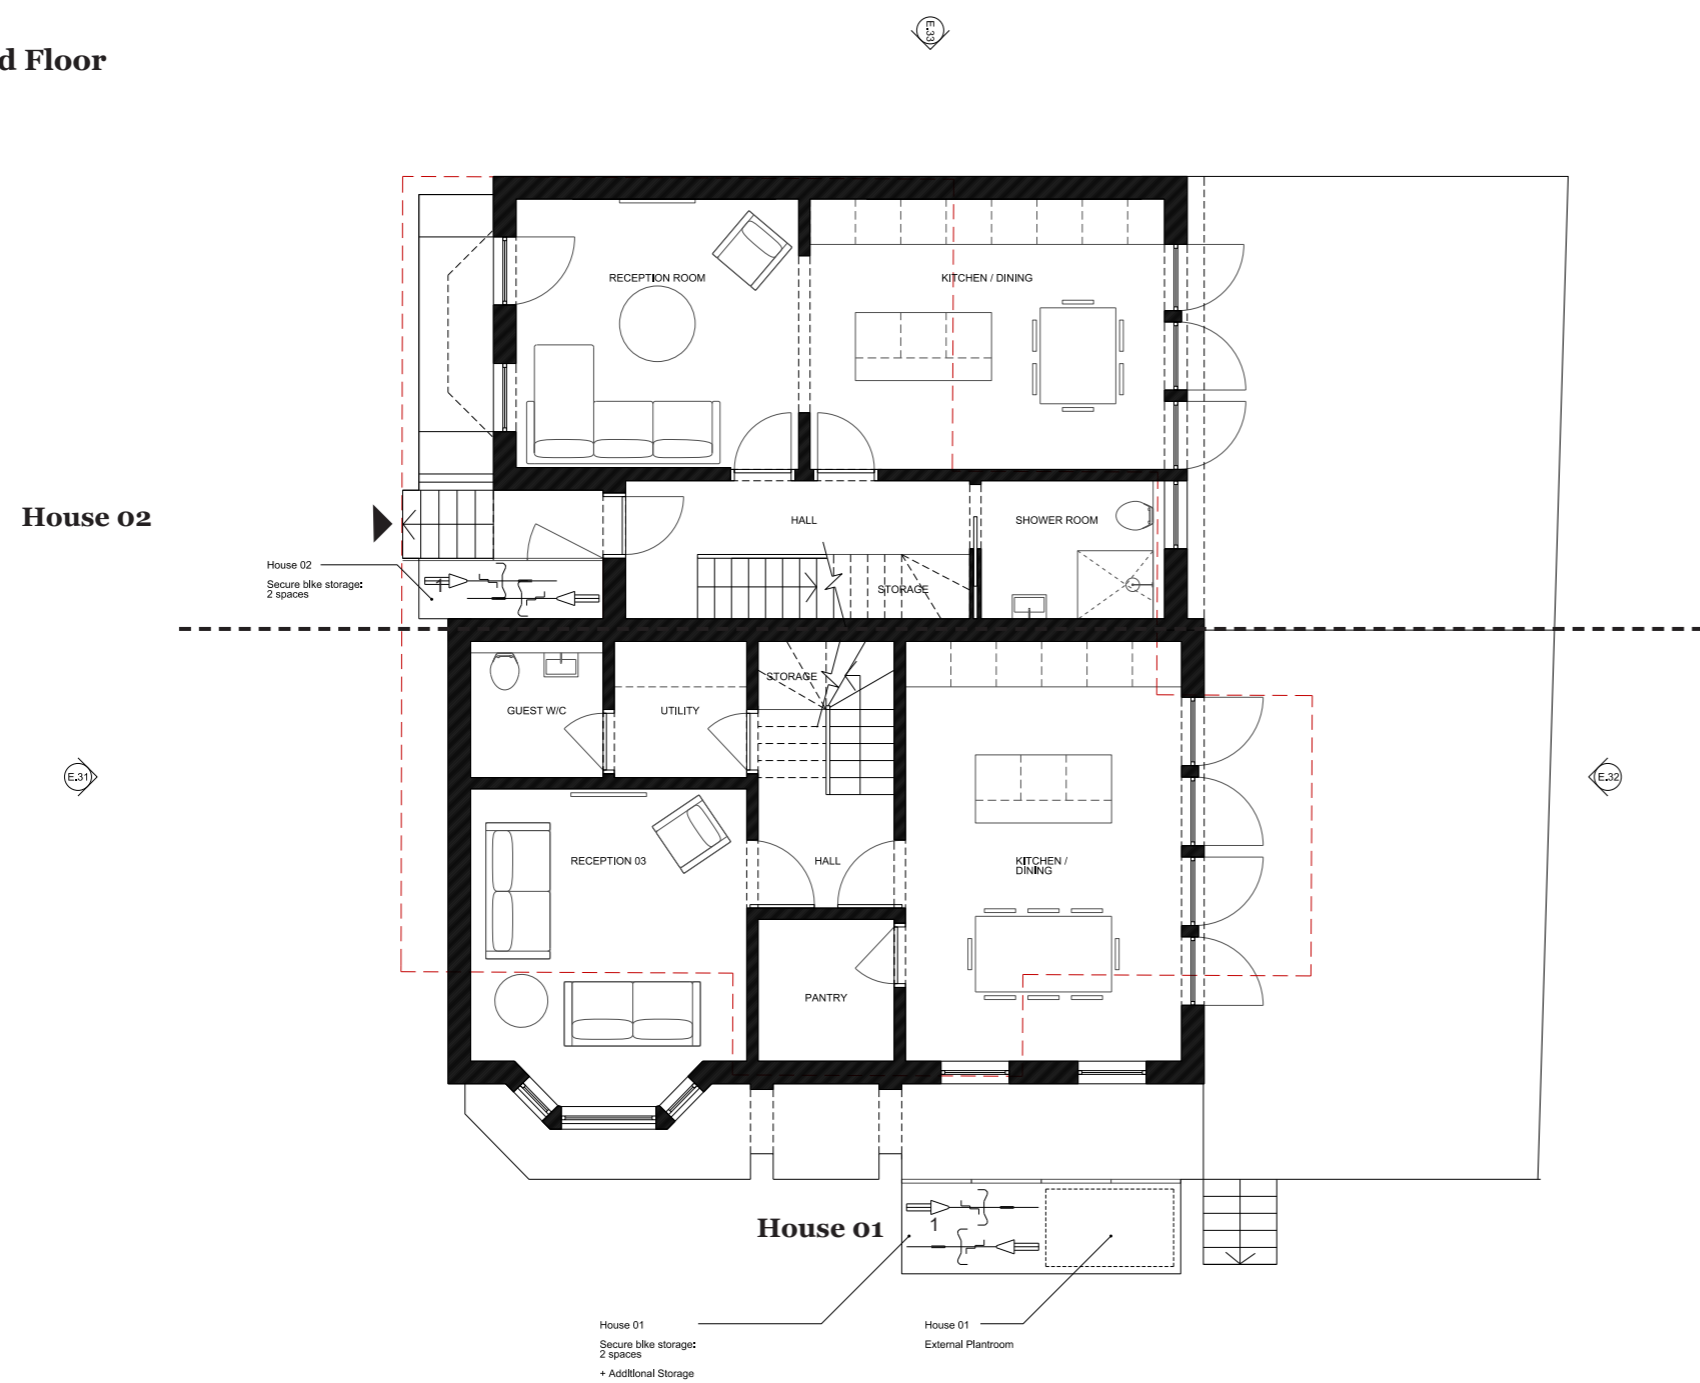 E.33
d Floor
RECEPTION ROOM
KITCHEN / DINING
House 02
HALL
SHOWER ROOM
House 02
Secure bike storage:
2 spaces
1
STORAGE
STORAGE
GUEST W/C
UTILITY
E.31
E.32
RECEPTION 03
HALL
KITCHEN /
DINING
PANTRY
House 01
1
House 01
Secure bike storage:
2 spaces
+ Additional Storage
House 01
External Plantroom